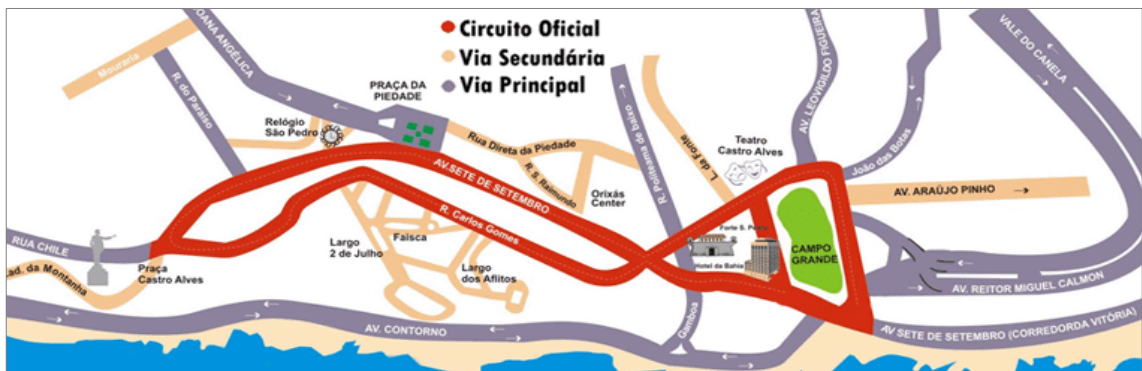 Circuito Oficial
Via Secundária
Via Principal
OANA ANGÉLICA
Mouraria
R. do Paraiso
PRAÇA DA
PIEDADE
Relógio
São Pedro
Rua Direta da Piedade
R. S. Raimundo
Orixás
Center
R. Politeama de baixo
L. da Fonte
Teatro
Castro Alves
AV. LEOVIGILDO FIGUEIRA
João das Botas
VALE DO CANELA
AV. ARAÚJO PINHO
AV.SETE DE SETEMBRO
R. Carlos Gomes
Forte S. Pedro
Hotel da Bahia
CAMPO
GRANDE
RUA CHILE
Lad. da Montanha
Praça
Castro Alves
Largo
2 de Julho
Faisca
Largo
dos Aflitos
Gamboa
AV. REITOR MIGUEL CALMON
AV. CONTORNO
AV SETE DE SETEMBRO (CORREDORDA VITÓRIA)